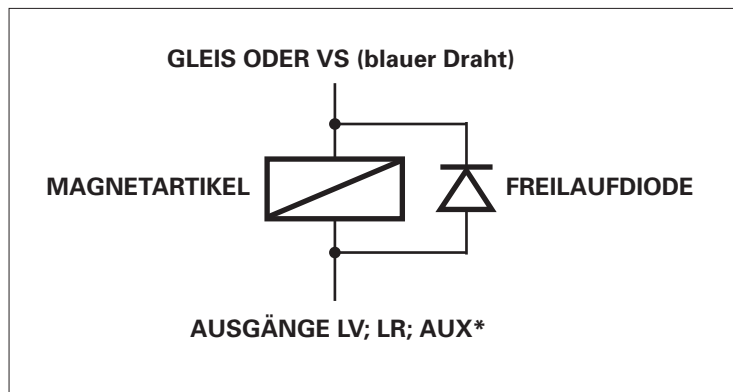 GLEIS ODER VS (blauer Draht)
MAGNETARTIKEL
FREILAUFDIODE
AUSGÄNGE LV; LR; AUX*